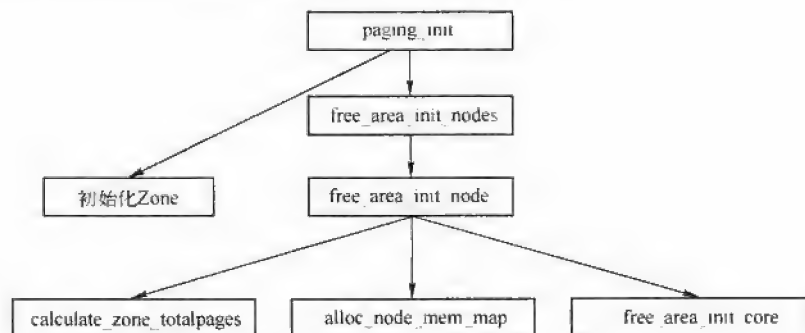 paging_init
free_area_init_nodes
初始化Zone
free_area_init_node
calculate_zone_totalpages
alloc_node_mem_map
free_area_init_core